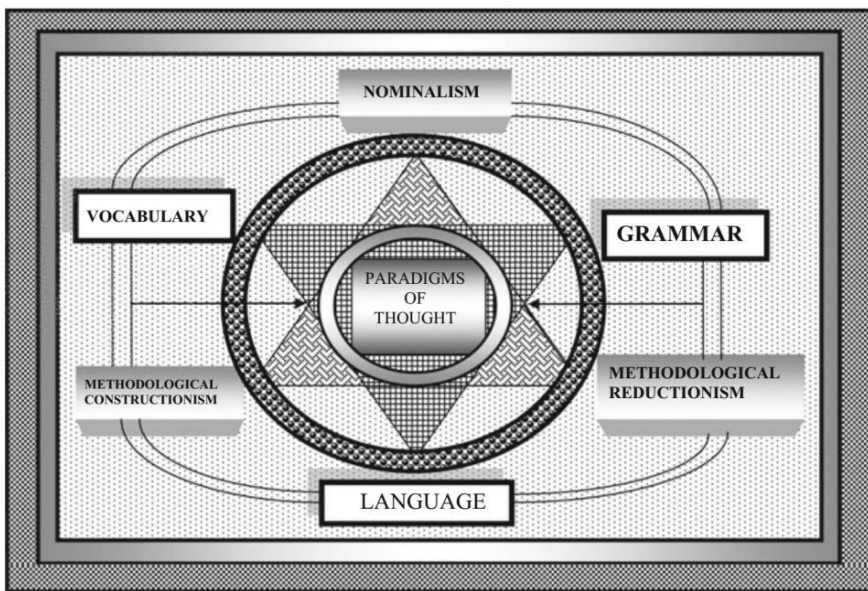 NOMINALISM
VOCABULARY
GRAMMAR
PARADIGMS
OF
THOUGHT
METHODOLOGICAL
CONSTRUCTIONISM
METHODOLOGICAL
REDUCTIONISM
LANGUAGE